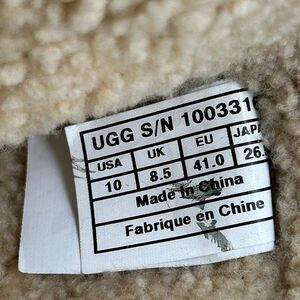 UGG S/N 100331
USA UK EU JAPA
10 8.5 41.0 26.
Made In China
Fabrique en Chine